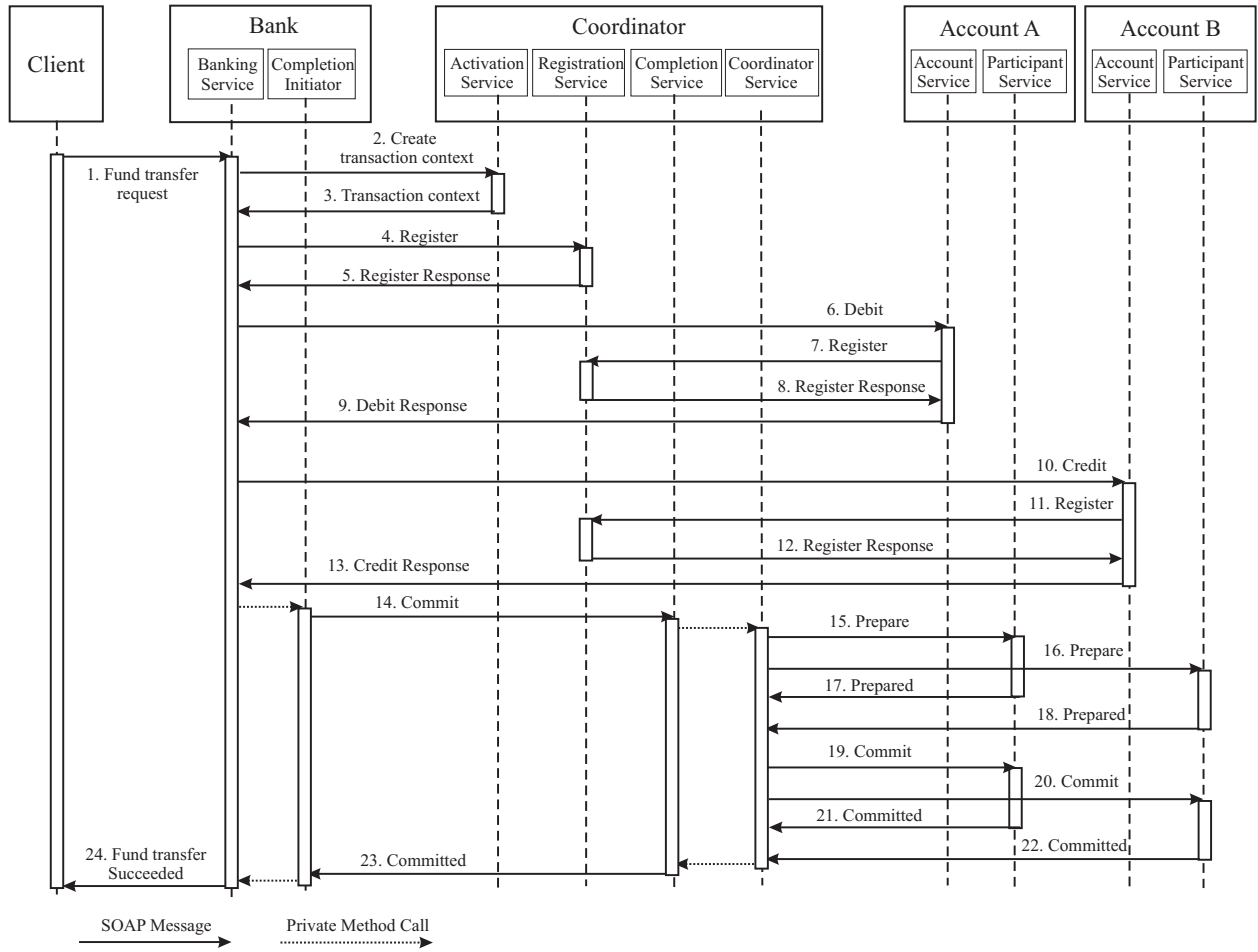 Client
Bank
Banking
Service
Completion
Initiator
Coordinator
Activation
Service
Registration
Service
Completion
Service
Coordinator
Service
Account A
Account
Service
Participant
Service
Account B
Account
Service
Participant
Service
1. Fund transfer
request
2. Create
transaction context
3. Transaction context
4. Register
5. Register Response
6. Debit
7. Register
8. Register Response
9. Debit Response
10. Credit
11. Register
12. Register Response
13. Credit Response
14. Commit
15. Prepare
16. Prepare
17. Prepared
18. Prepared
19. Commit
20. Commit
21. Committed
22. Committed
23. Committed
24. Fund transfer
Succeeded
SOAP Message
Private Method Call